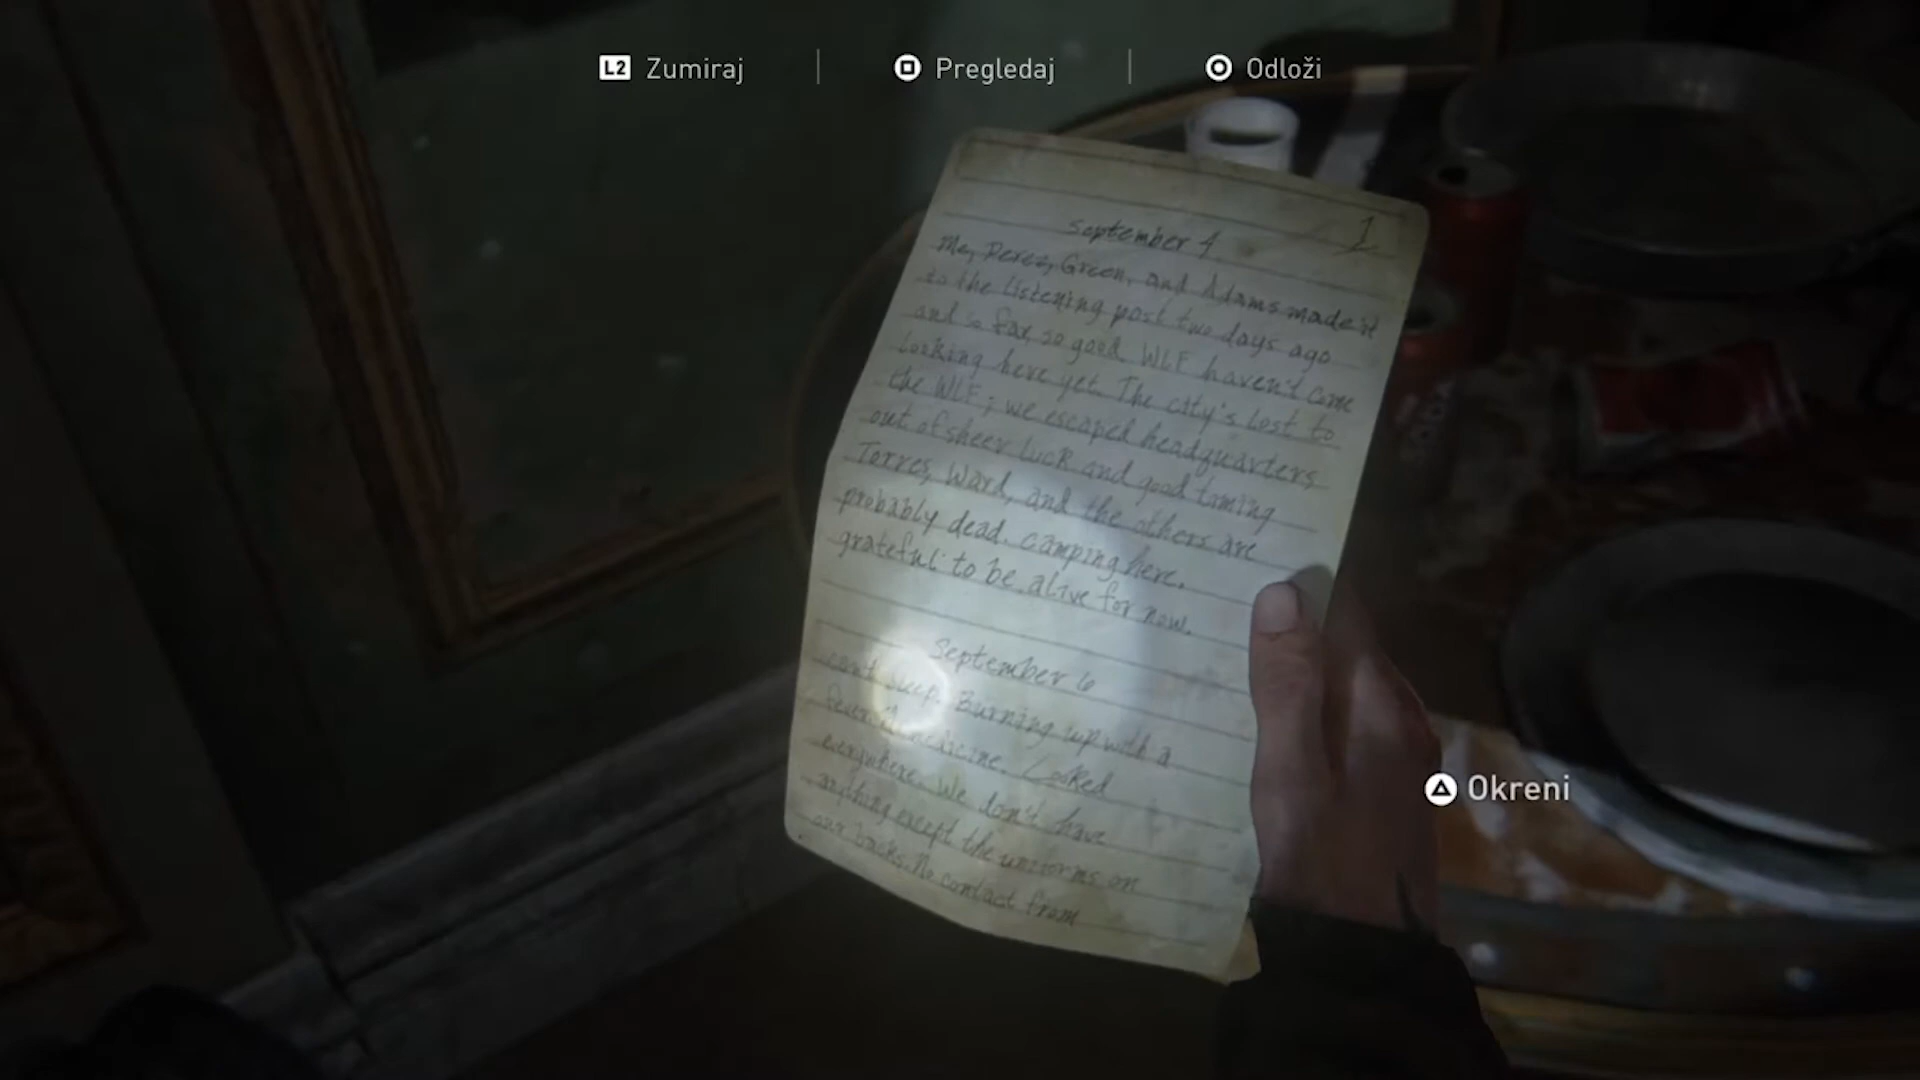 L2 Zumiraj
Pregledaj
Odloži
1
September 4
Me, Perez, Green, and Adams made it
to the listening post two days ago
and so far, so good. WLF haven't come
looking here yet. The city's lost to
the WLF; we escaped headquarters
out of sheer luck and good timing
Torres, Ward, and the others are
probably dead. camping here.
grateful to be alive for now.
September 6
can't sleep. Burning up with a
fever. medicine. Looked
everywhere. We don't have
anything except the uniforms on
our backs. No contact from
Okreni